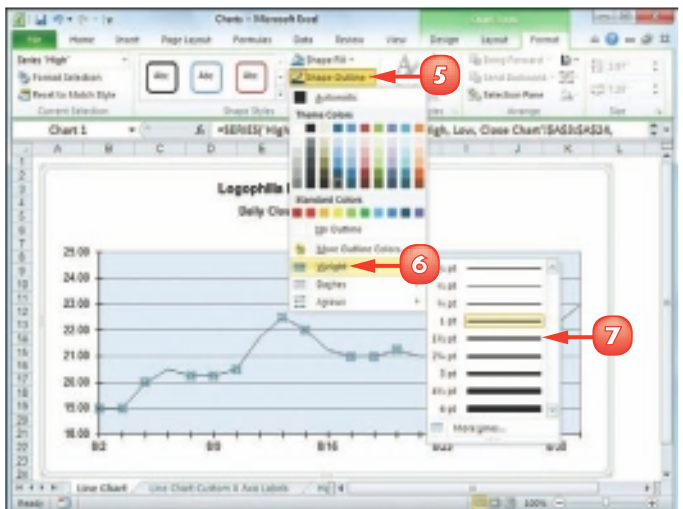 Charts - Microsoft Excel
Chart Tools
File Home Insert Page Layout Formulas Data Review View Design Layout Format
Series "High"
Format Selection
Reset to Match Style
Current Selection
Abc Abc Abc
Shape Styles
Shape Fill
Shape Outline
5
Bring Forward
Send Backward
Selection Pane
Arrange
Size
Chart 1
Automatic
Theme Colors
Standard Colors
No Outline
More Outline Colors...
Weight
6
Dashes
Arrows
¼ pt
½ pt
¾ pt
1 pt
1½ pt
7
2¼ pt
3 pt
4½ pt
6 pt
More Lines...
A B C D E I J K L
Logophilia
Daily Clos
25.00
24.00
23.00
22.00
21.00
20.00
19.00
18.00
8/2 8/9 8/16 8/23 8/30
Line Chart Line Chart Custom X Axis Labels
Ready 100%